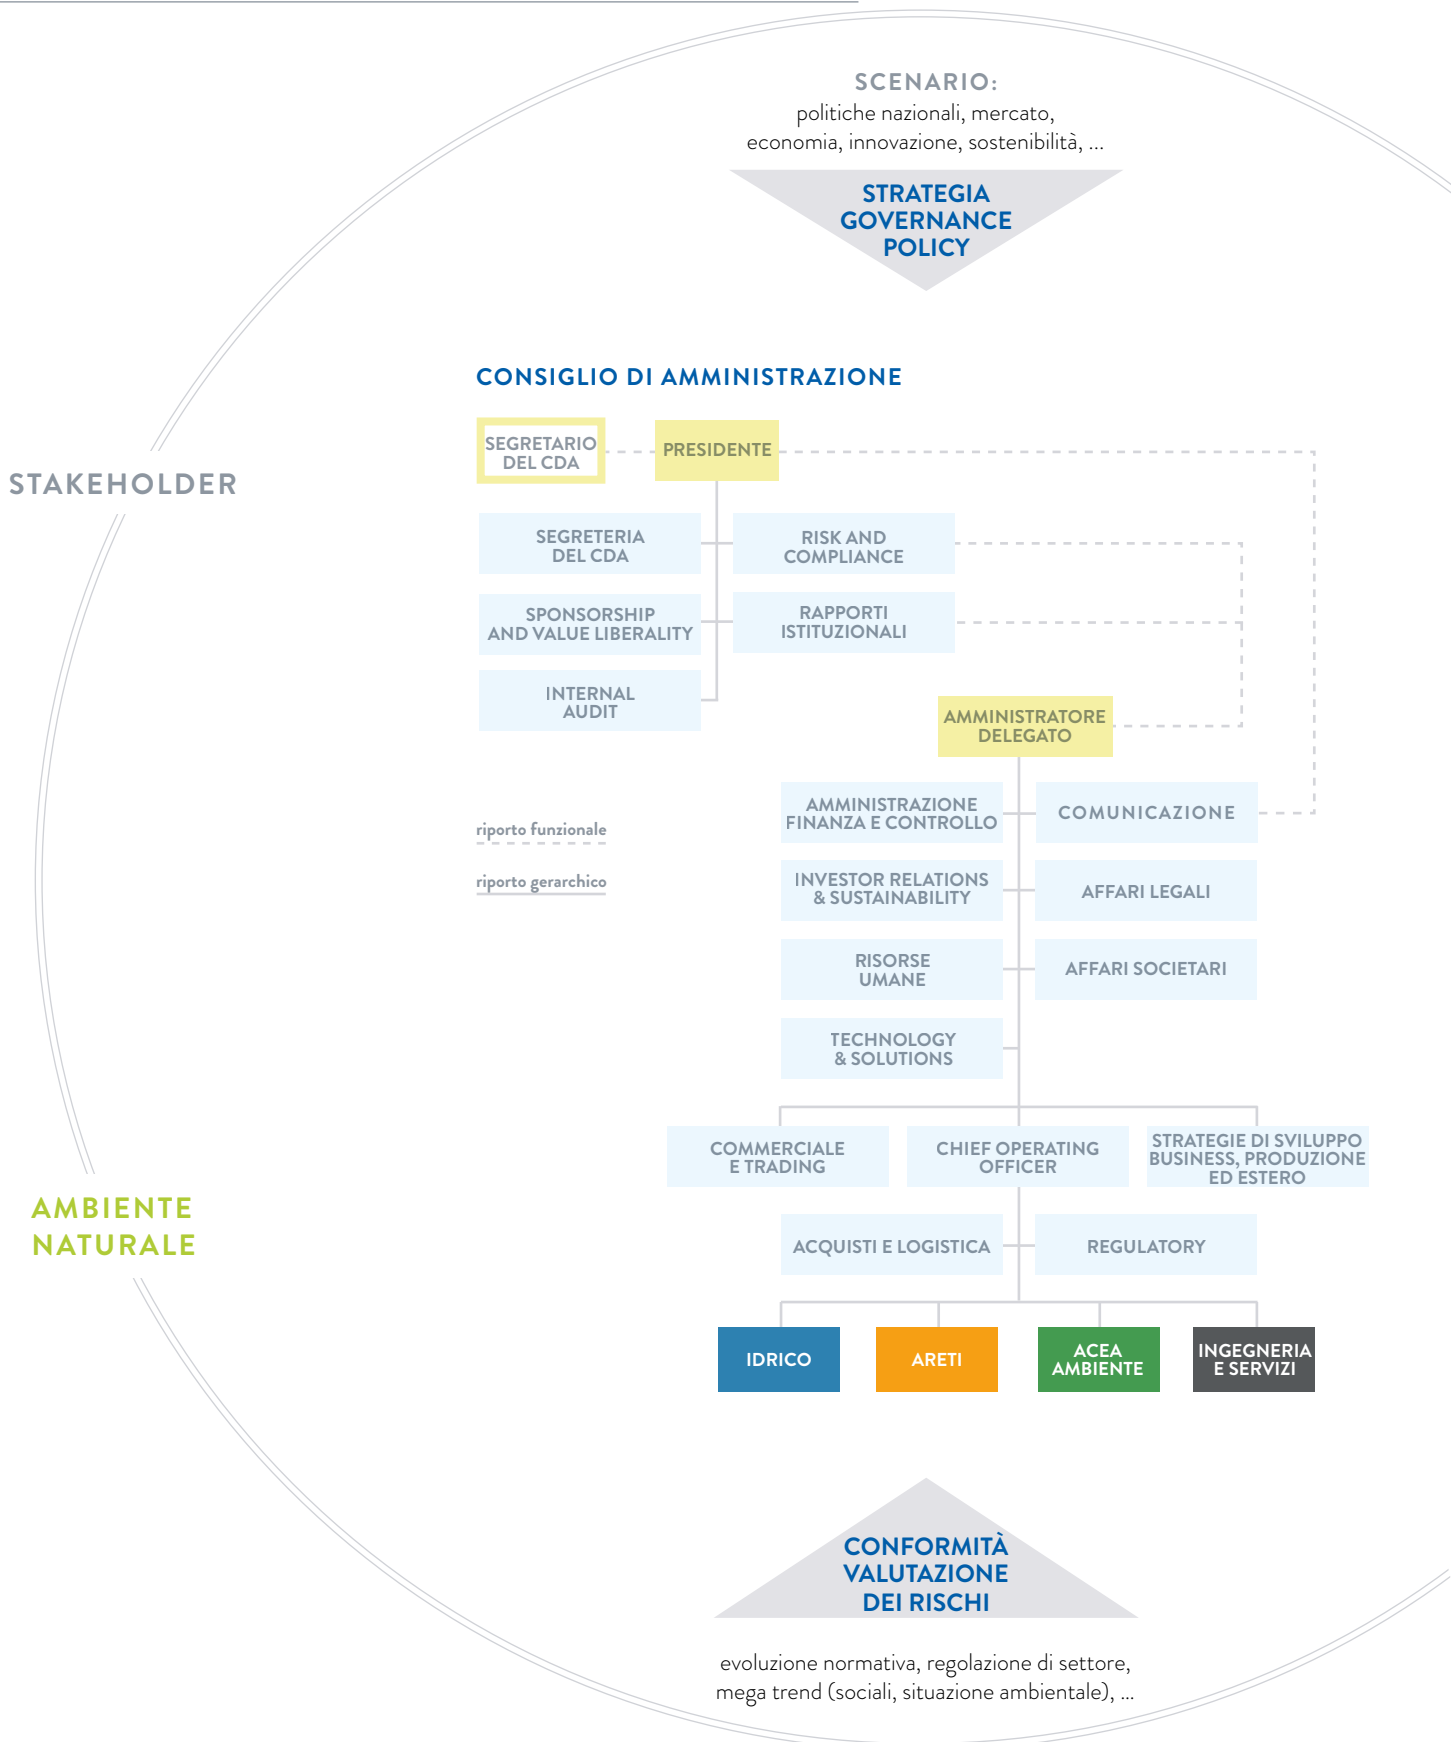 SCENARIO:
politiche nazionali, mercato,
economia, innovazione, sostenibilità, ...
STRATEGIA
GOVERNANCE
POLICY
CONSIGLIO DI AMMINISTRAZIONE
SEGRETARIO
DEL CDA
PRESIDENTE
STAKEHOLDER
SEGRETERIA
DEL CDA
RISK AND
COMPLIANCE
SPONSORSHIP
AND VALUE LIBERALITY
RAPPORTI
ISTITUZIONALI
INTERNAL
AUDIT
AMMINISTRATORE
DELEGATO
riporto funzionale
riporto gerarchico
AMMINISTRAZIONE
FINANZA E CONTROLLO
COMUNICAZIONE
INVESTOR RELATIONS
& SUSTAINABILITY
AFFARI LEGALI
RISORSE
UMANE
AFFARI SOCIETARI
TECHNOLOGY
& SOLUTIONS
COMMERCIALE
E TRADING
CHIEF OPERATING
OFFICER
STRATEGIE DI SVILUPPO
BUSINESS, PRODUZIONE
ED ESTERO
AMBIENTE
NATURALE
ACQUISTI E LOGISTICA
REGULATORY
IDRICO
ARETI
ACEA
AMBIENTE
INGEGNERIA
E SERVIZI
CONFORMITÀ
VALUTAZIONE
DEI RISCHI
evoluzione normativa, regolazione di settore,
mega trend (sociali, situazione ambientale), ...